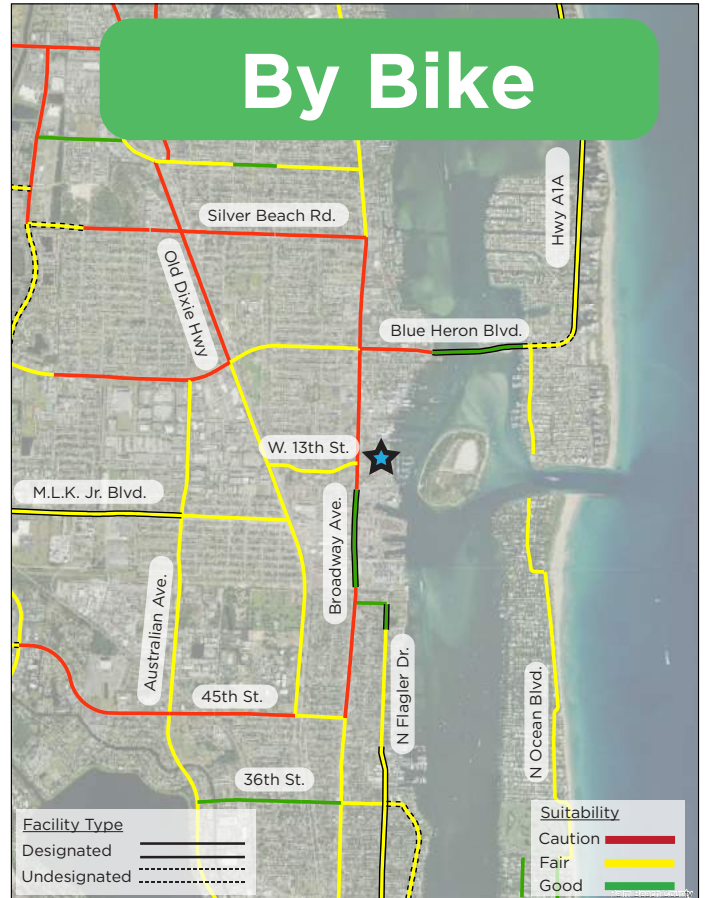 By Bike
Hwy A1A
Silver Beach Rd.
Old Dixie Hwy
Blue Heron Blvd.
W. 13th St.
M.L.K. Jr. Blvd.
Broadway Ave.
Australian Ave.
N Flagler Dr.
N Ocean Blvd.
45th St.
36th St.
Facility Type
Designated
Undesignated
Suitability
Caution
Fair
Good